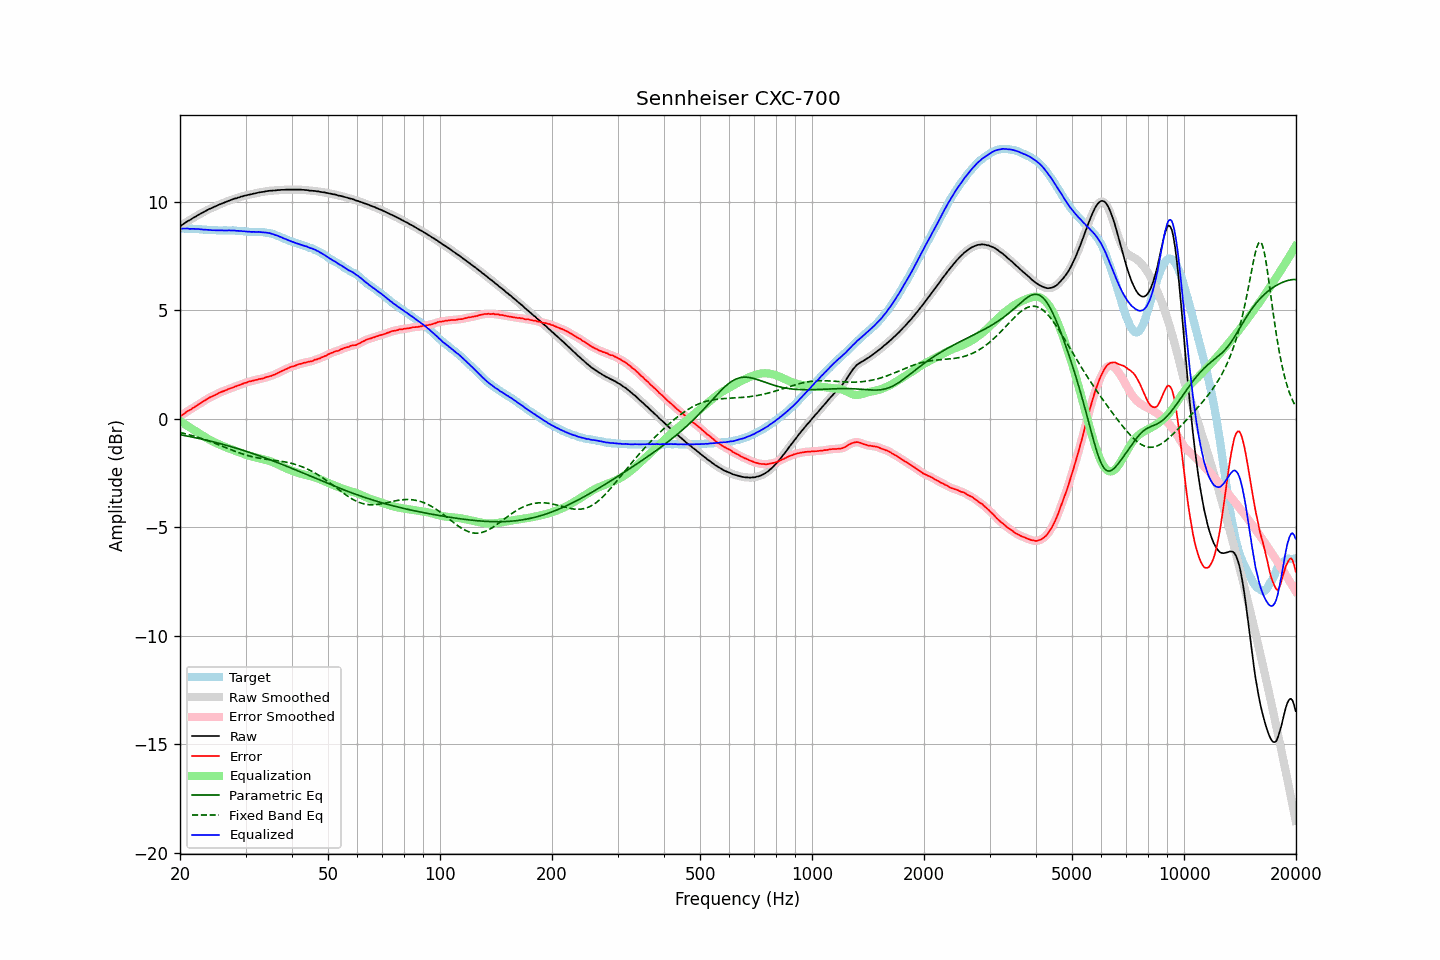 Sennheiser CXC-700
Amplitude (dBr)
10
5
0
−5
−10
−15
−20
Target
Raw Smoothed
Error Smoothed
Raw
Error
Equalization
Parametric Eq
Fixed Band Eq
Equalized
20 50 100 200 500 1000 2000 5000 10000 20000
Frequency (Hz)